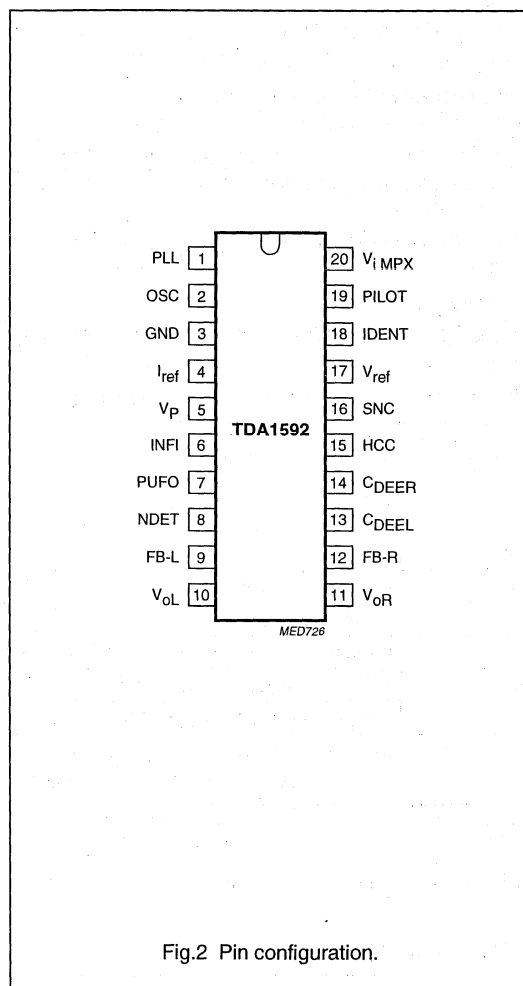 PLL 1 20 Vi MPX
OSC 2 19 PILOT
GND 3 18 IDENT
Iref 4 17 Vref
VP 5 16 SNC
TDA1592
INFI 6 15 HCC
PUFO 7 14 CDEER
NDET 8 13 CDEEL
FB-L 9 12 FB-R
VoL 10 11 VoR
MED726
Fig.2 Pin configuration.